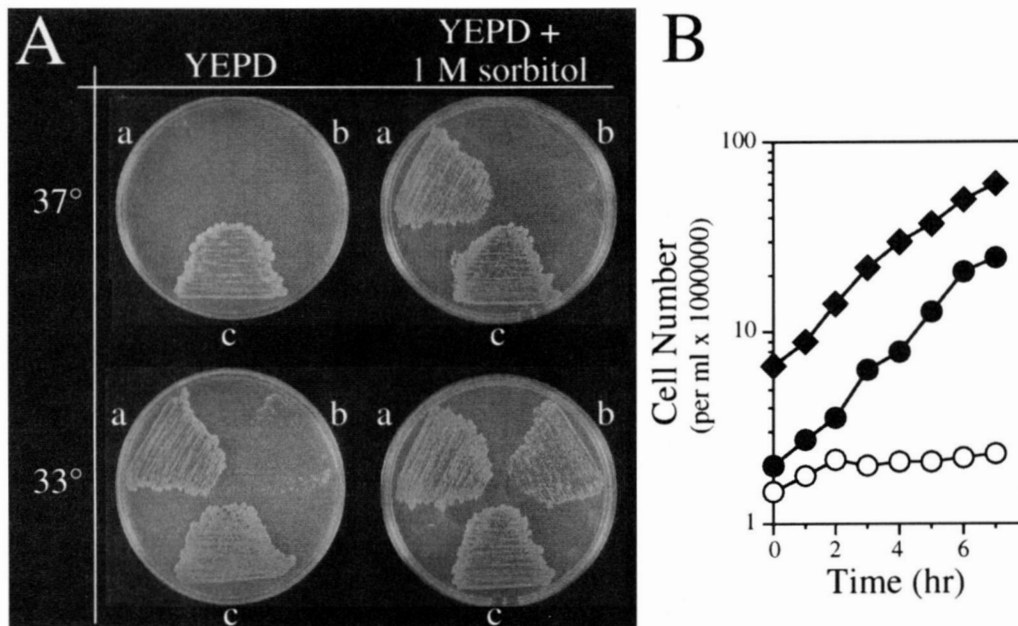 A
YEPD
YEPD +
1 M sorbitol
37°
a
b
c
a
b
c
33°
a
b
c
a
b
c
B
Cell Number
(per ml x 1000000)
100
10
1
0
2
4
6
Time (hr)